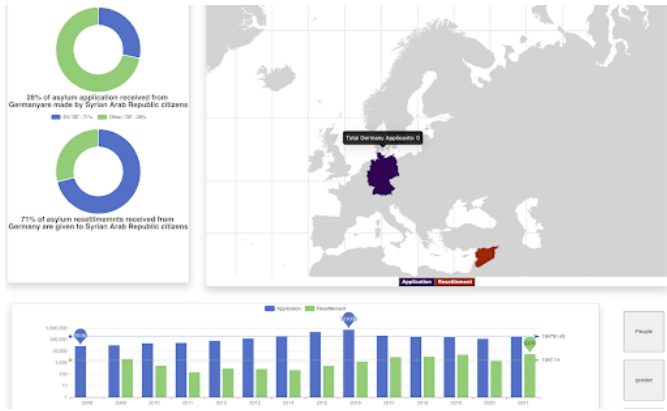 28% of asylum application received from
Germanyare made by Syrian Arab Republic citizens
71% of asylum resettlmemnts received from
Germany are given to Syrian Arab Republic citizens
Total Germany Applicants: 0
Application Resettlement
Application Resettlement
1,000,000
100,000
10,000
1,000
100
10
1
2008 2009 2010 2011 2012 2013 2014 2015 2016 2017 2018 2019 2020 2021
People
gender